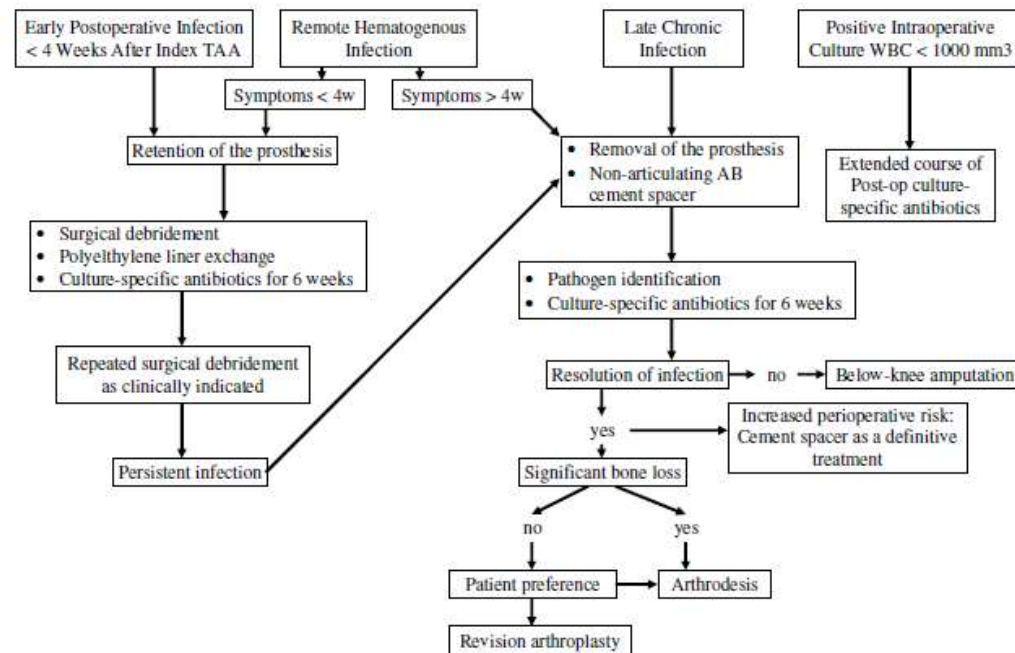 Early Postoperative Infection
< 4 Weeks After Index TAA
Remote Hematogenous
Infection
Late Chronic
Infection
Positive Intraoperative
Culture WBC < 1000 mm3
Symptoms < 4w
Symptoms > 4w
Retention of the prosthesis
• Removal of the prosthesis
• Non-articulating AB
cement spacer
Extended course of
Post-op culture-
specific antibiotics
• Surgical debridement
• Polyelthylene liner exchange
• Culture-specific antibiotics for 6 weeks
• Pathogen identification
• Culture-specific antibiotics for 6 weeks
Repeated surgical debridement
as clinically indicated
Resolution of infection
no
Below-knee amputation
yes
Increased perioperative risk:
Cement spacer as a definitive
treatment
Persistent infection
Significant bone loss
no
yes
Patient preference
Arthrodesis
Revision arthroplasty